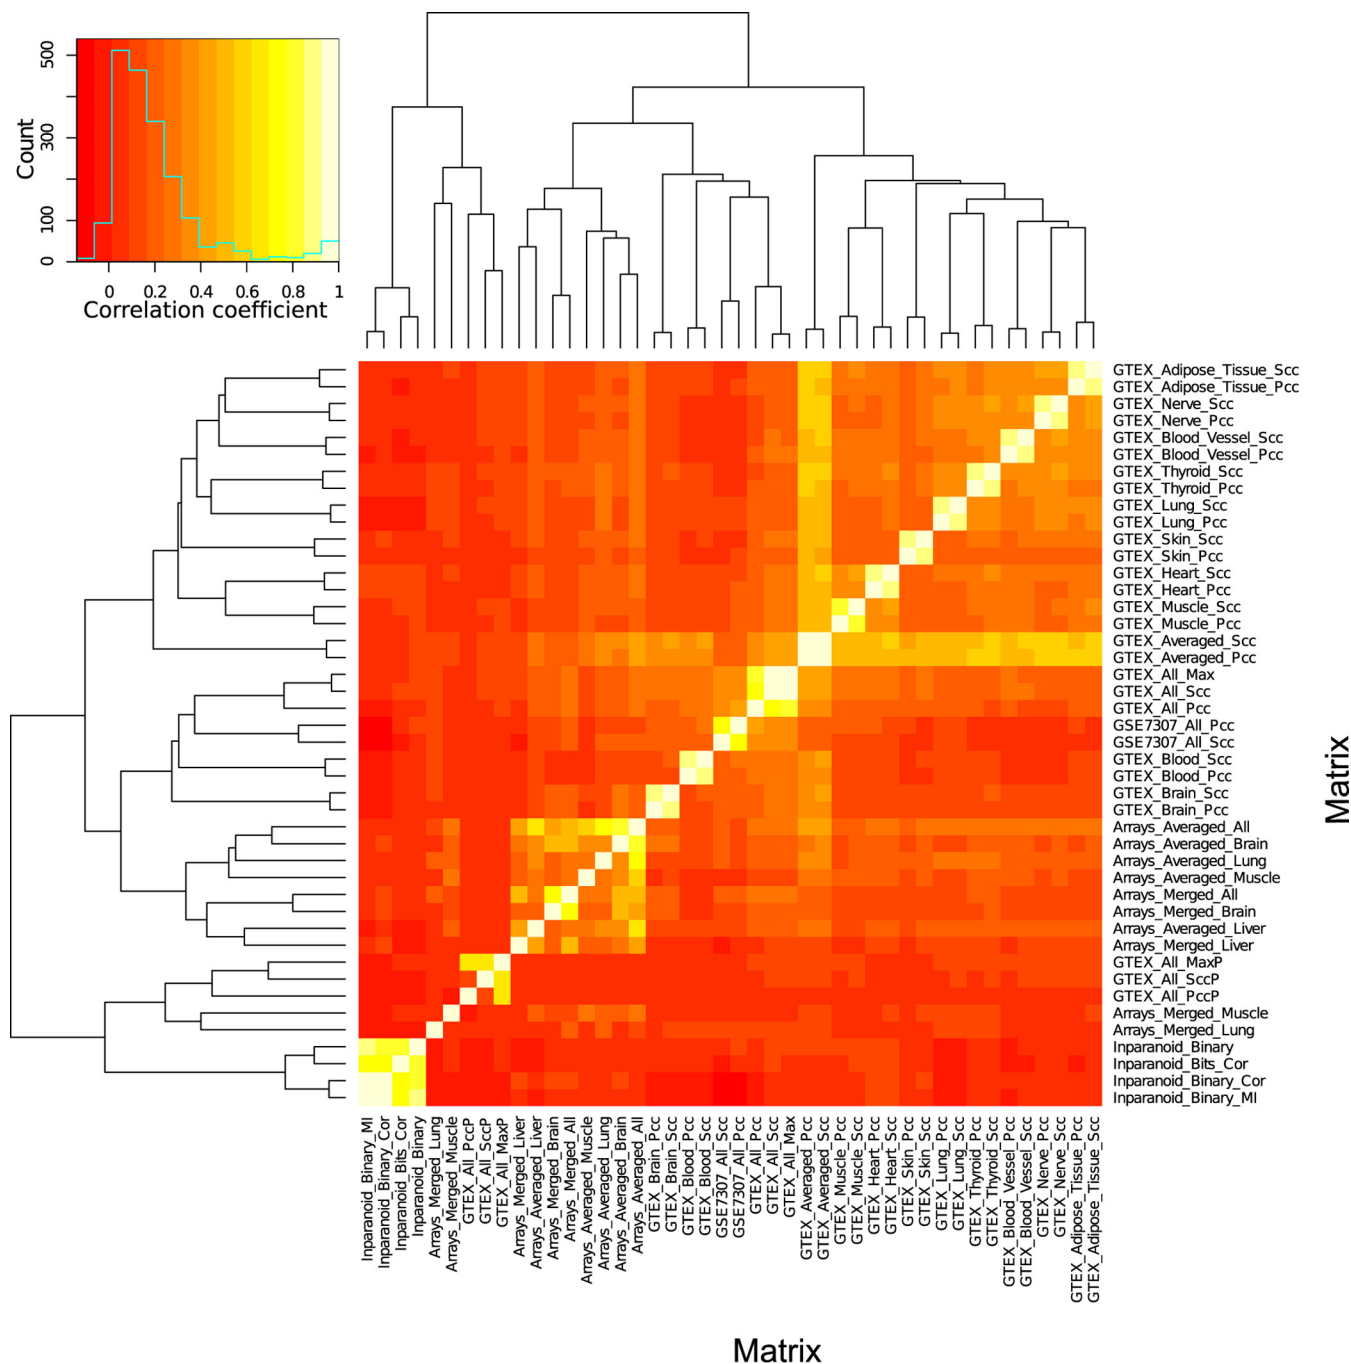 500
300
100
0
Count
0 0.2 0.4 0.6 0.8 1
Correlation coefficient
GTEX_Adipose_Tissue_Scc
GTEX_Adipose_Tissue_Pcc
GTEX_Nerve_Scc
GTEX_Nerve_Pcc
GTEX_Blood_Vessel_Scc
GTEX_Blood_Vessel_Pcc
GTEX_Thyroid_Scc
GTEX_Thyroid_Pcc
GTEX_Lung_Scc
GTEX_Lung_Pcc
GTEX_Skin_Scc
GTEX_Skin_Pcc
GTEX_Heart_Scc
GTEX_Heart_Pcc
GTEX_Muscle_Scc
GTEX_Muscle_Pcc
GTEX_Averaged_Scc
GTEX_Averaged_Pcc
GTEX_All_Max
GTEX_All_Scc
GTEX_All_Pcc
GSE7307_All_Pcc
GSE7307_All_Scc
GTEX_Blood_Scc
GTEX_Blood_Pcc
GTEX_Brain_Scc
GTEX_Brain_Pcc
Arrays_Averaged_All
Arrays_Averaged_Brain
Arrays_Averaged_Lung
Arrays_Averaged_Muscle
Arrays_Merged_All
Arrays_Merged_Brain
Arrays_Averaged_Liver
Arrays_Merged_Liver
GTEX_All_MaxP
GTEX_All_SccP
GTEX_All_PccP
Arrays_Merged_Muscle
Arrays_Merged_Lung
Inparanoid_Binary
Inparanoid_Bits_Cor
Inparanoid_Binary_Cor
Inparanoid_Binary_MI
Matrix
Inparanoid_Binary_MI
Inparanoid_Binary_Cor
Inparanoid_Bits_Cor
Inparanoid_Binary
Arrays_Merged_Lung
Arrays_Merged_Muscle
GTEX_All_PccP
GTEX_All_SccP
GTEX_All_MaxP
Arrays_Merged_Liver
Arrays_Averaged_Liver
Arrays_Merged_Brain
Arrays_Merged_All
Arrays_Averaged_Muscle
Arrays_Averaged_Lung
Arrays_Averaged_Brain
Arrays_Averaged_All
GTEX_Brain_Pcc
GTEX_Brain_Scc
GTEX_Blood_Pcc
GTEX_Blood_Scc
GSE7307_All_Scc
GSE7307_All_Pcc
GTEX_All_Pcc
GTEX_All_Scc
GTEX_All_Max
GTEX_Averaged_Pcc
GTEX_Averaged_Scc
GTEX_Muscle_Pcc
GTEX_Muscle_Scc
GTEX_Heart_Pcc
GTEX_Heart_Scc
GTEX_Skin_Pcc
GTEX_Skin_Scc
GTEX_Lung_Pcc
GTEX_Lung_Scc
GTEX_Thyroid_Pcc
GTEX_Thyroid_Scc
GTEX_Blood_Vessel_Pcc
GTEX_Blood_Vessel_Scc
GTEX_Nerve_Pcc
GTEX_Nerve_Scc
GTEX_Adipose_Tissue_Pcc
GTEX_Adipose_Tissue_Scc
Matrix